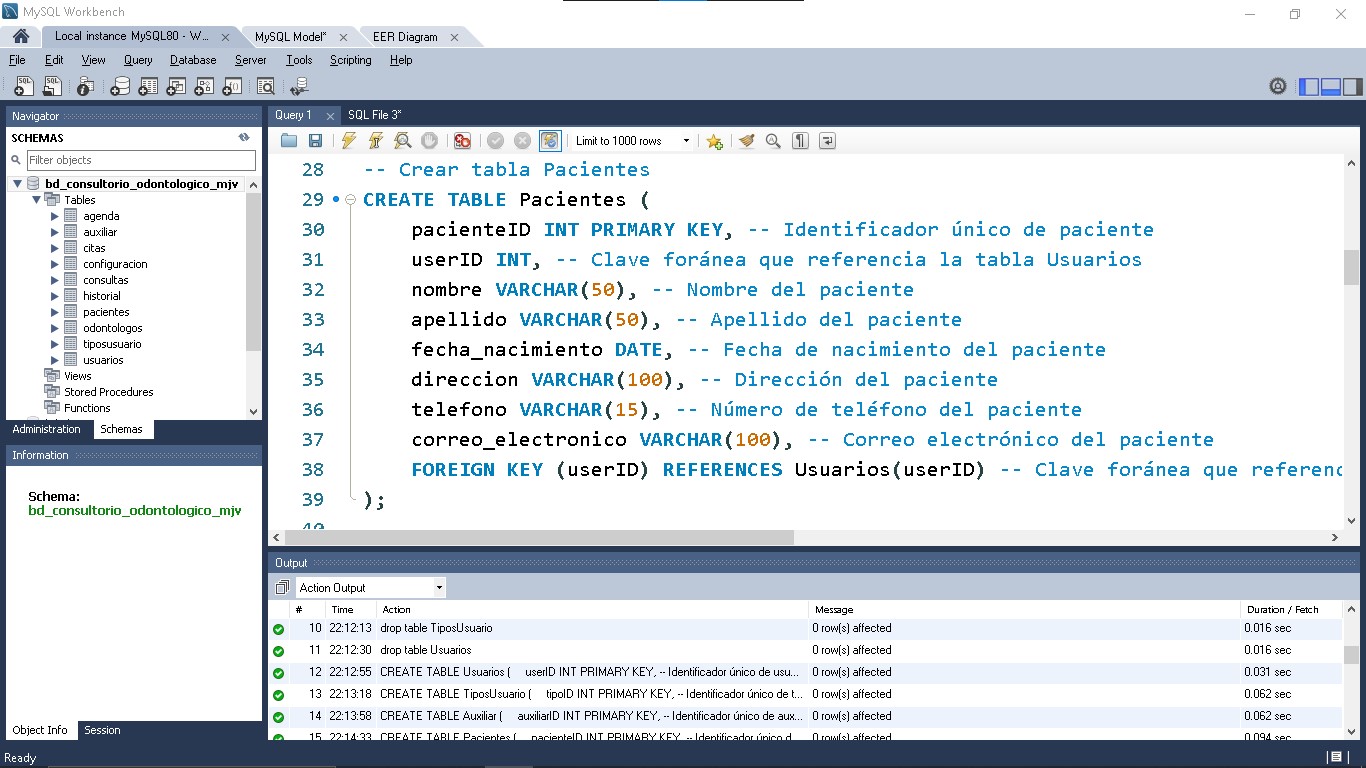 MySQL Workbench
Local instance MySQL80 - W...
MySQL Model*
EER Diagram
File Edit View Query Database Server Tools Scripting Help
Navigator
SCHEMAS
Filter objects
bd_consultorio_odontologico_mjv
Tables
agenda
auxiliar
citas
configuracion
consultas
historial
pacientes
odontologos
tiposusuario
usuarios
Views
Stored Procedures
Functions
Administration Schemas
Information
Schema:
bd_consultorio_odontologico_mjv
Object Info Session
Query 1 SQL File 3*
Limit to 1000 rows
28 -- Crear tabla Pacientes
29 CREATE TABLE Pacientes (
30 pacienteID INT PRIMARY KEY, -- Identificador único de paciente
31 userID INT, -- Clave foránea que referencia la tabla Usuarios
32 nombre VARCHAR(50), -- Nombre del paciente
33 apellido VARCHAR(50), -- Apellido del paciente
34 fecha_nacimiento DATE, -- Fecha de nacimiento del paciente
35 direccion VARCHAR(100), -- Dirección del paciente
36 telefono VARCHAR(15), -- Número de teléfono del paciente
37 correo_electronico VARCHAR(100), -- Correo electrónico del paciente
38 FOREIGN KEY (userID) REFERENCES Usuarios(userID) -- Clave foránea que referenc
39 );
40
Output
Action Output
# Time Action Message Duration / Fetch
10 22:12:13 drop table TiposUsuario 0 row(s) affected 0.016 sec
11 22:12:30 drop table Usuarios 0 row(s) affected 0.016 sec
12 22:12:55 CREATE TABLE Usuarios ( userID INT PRIMARY KEY, -- Identificador único de usu... 0 row(s) affected 0.031 sec
13 22:13:18 CREATE TABLE TiposUsuario ( tipoID INT PRIMARY KEY, -- Identificador único de t... 0 row(s) affected 0.062 sec
14 22:13:58 CREATE TABLE Auxiliar ( auxiliarID INT PRIMARY KEY, -- Identificador único de aux... 0 row(s) affected 0.062 sec
15 22:14:33 CREATE TABLE Pacientes ( pacienteID INT PRIMARY KEY, -- Identificador único d... 0 row(s) affected 0.094 sec
Ready